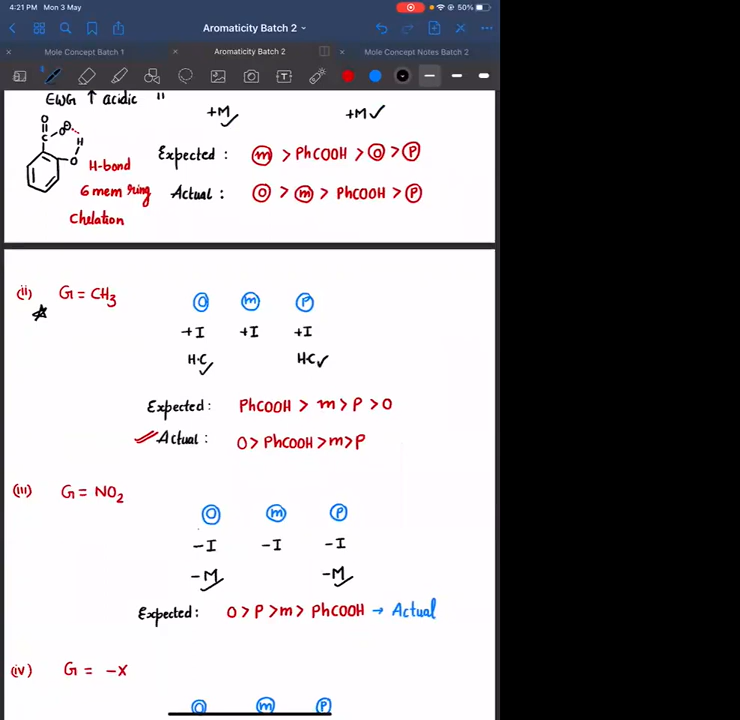 4:21 PM Mon 3 May
50%
Aromaticity Batch 2
Mole Concept Batch 1
Aromaticity Batch 2
Mole Concept Notes Batch 2
EWG ↑ acidic "
+M ✓
+M ✓
O
C
O⊖
H
O
H-bond
6 mem ring
Chelation
Expected : m > PhCOOH > O > P
Actual : O > m > PhCOOH > P
(ii) G = CH3
O m P
+I +I +I
H·C ✓ H·C ✓
Expected: PhCOOH > m > P > O
Actual : O > PhCOOH > m > P
(iii) G = NO2
O m P
-I -I -I
-M -M
Expected: O > P > m > PhCOOH → Actual
(iv) G = -X
O m P